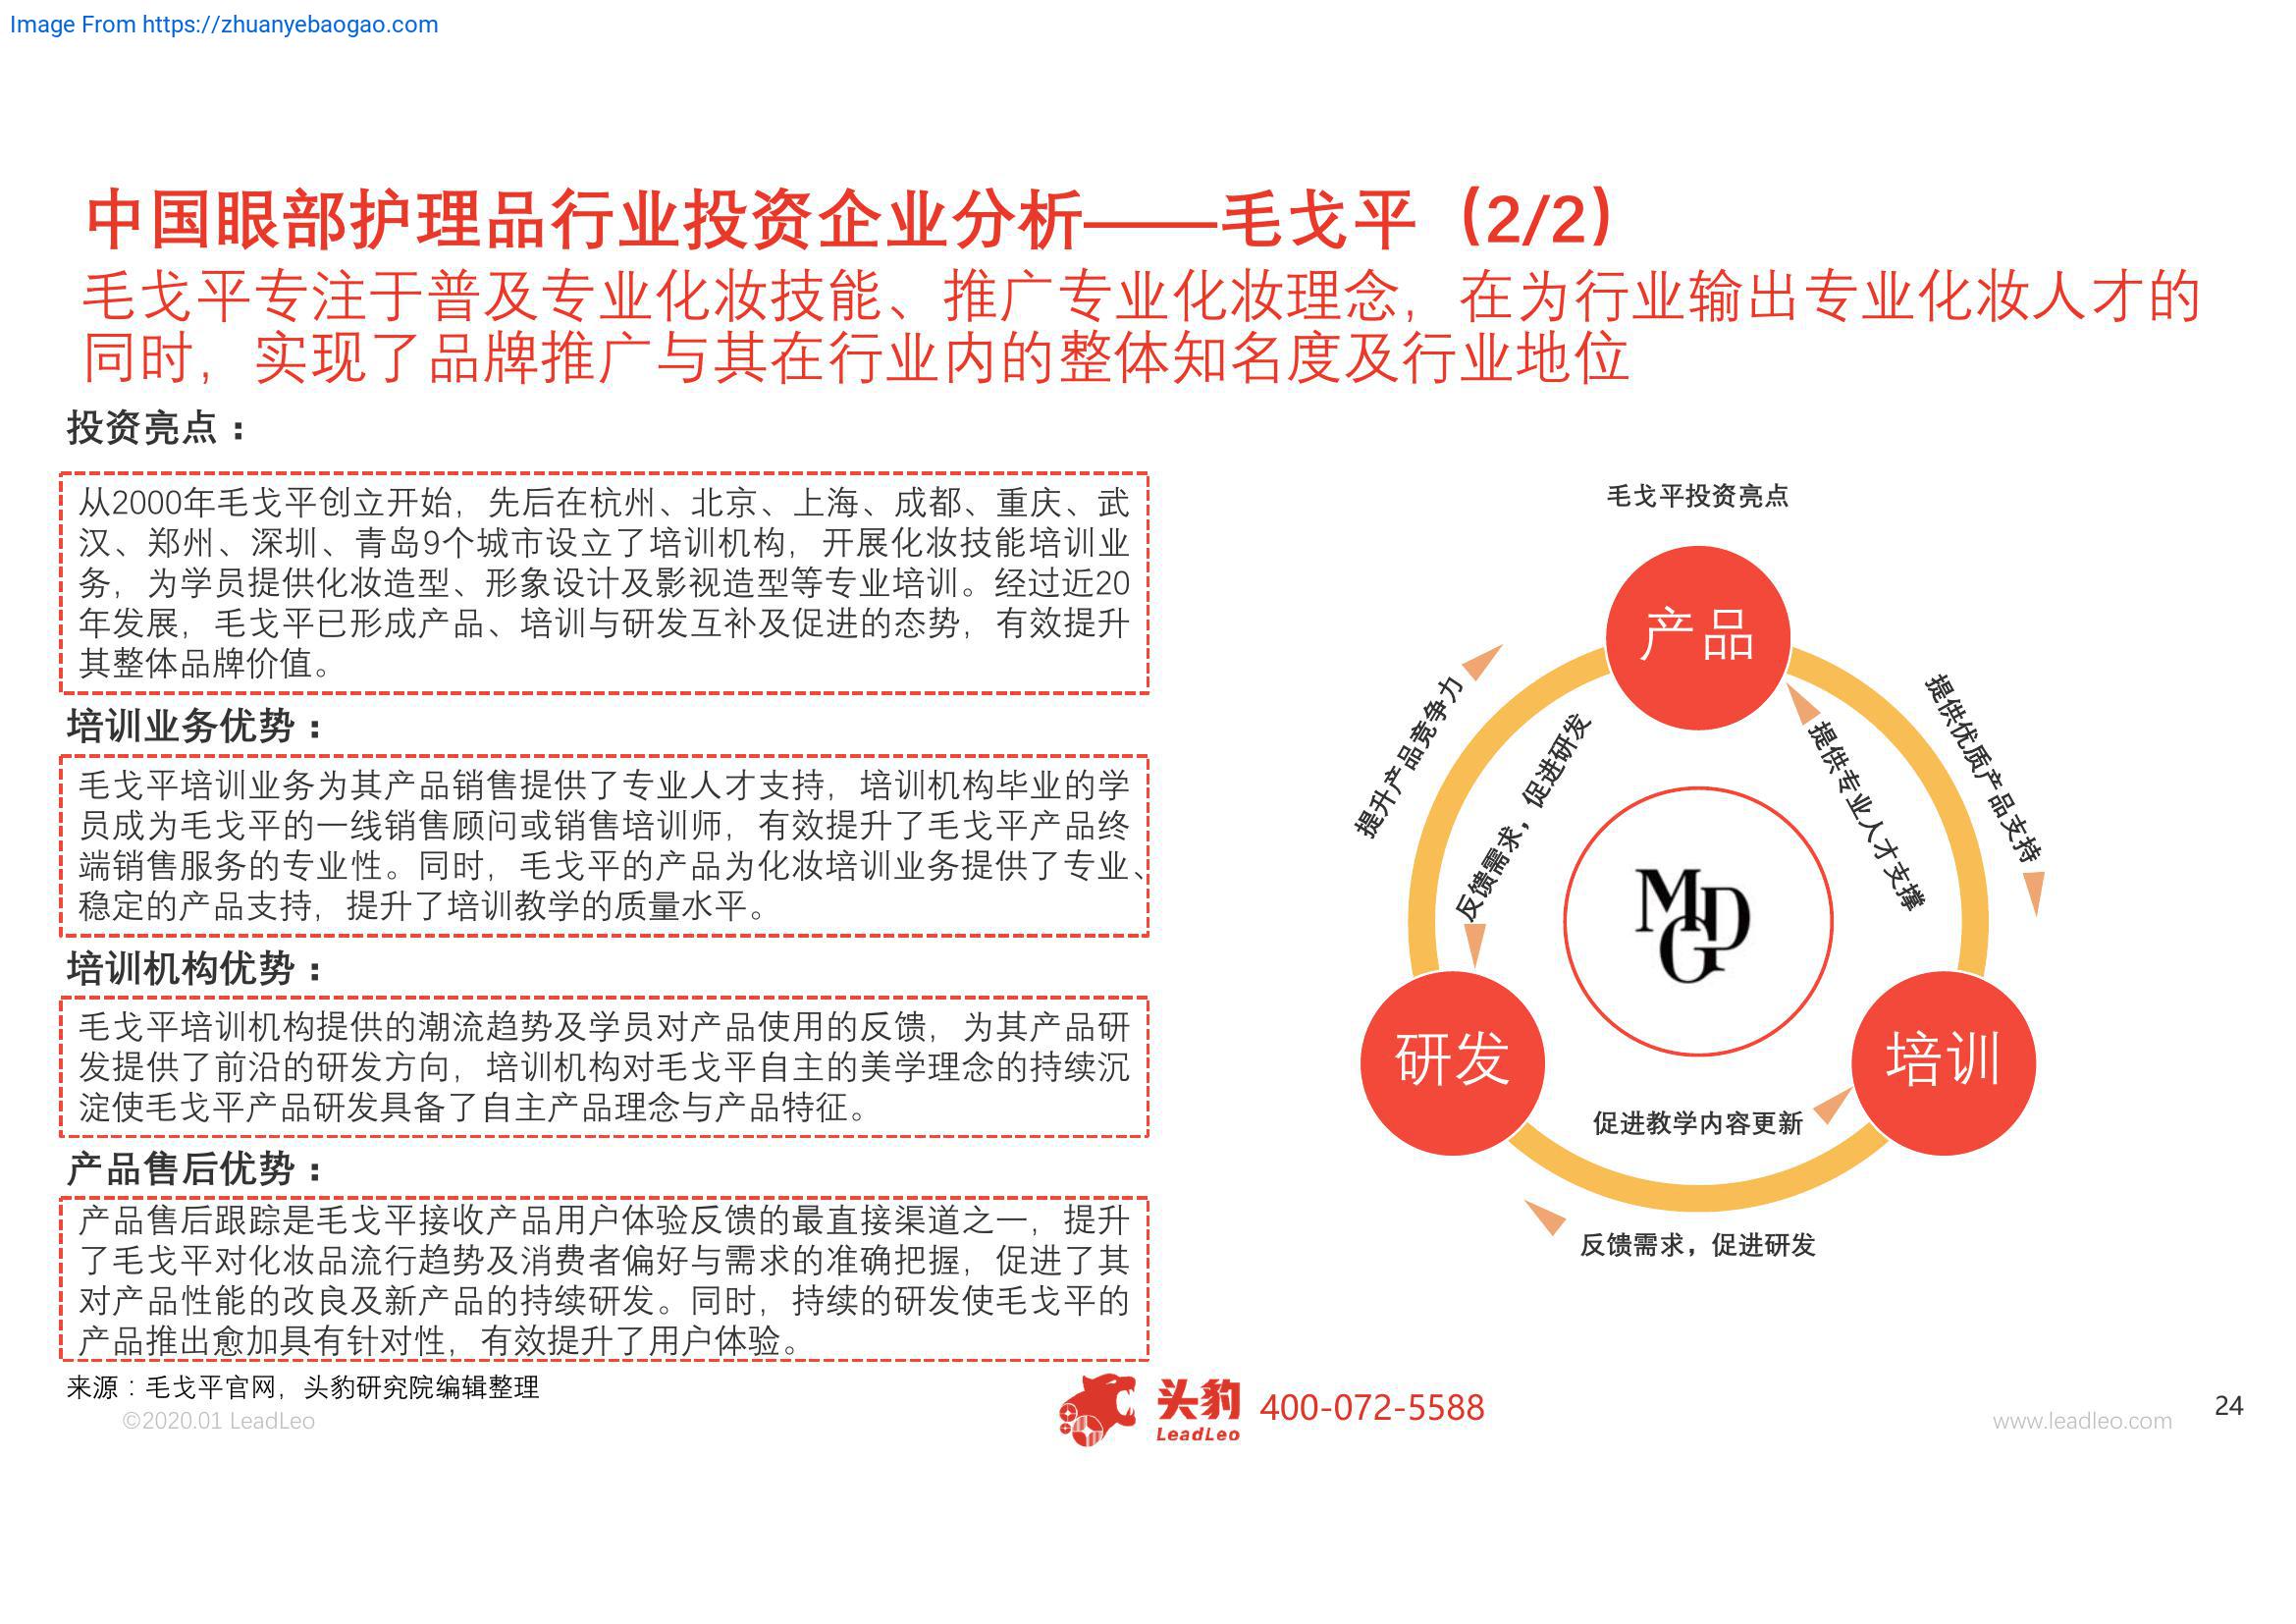 Image From https://zhuanyebaogao.com
中国眼部护理品行业投资企业分析——毛戈平（2/2）
毛戈平专注于普及专业化妆技能、推广专业化妆理念，在为行业输出专业化妆人才的
同时，实现了品牌推广与其在行业内的整体知名度及行业地位
投资亮点：
从2000年毛戈平创立开始，先后在杭州、北京、上海、成都、重庆、武
汉、郑州、深圳、青岛9个城市设立了培训机构，开展化妆技能培训业
务，为学员提供化妆造型、形象设计及影视造型等专业培训。经过近20
年发展，毛戈平已形成产品、培训与研发互补及促进的态势，有效提升
其整体品牌价值。
培训业务优势：
毛戈平培训业务为其产品销售提供了专业人才支持，培训机构毕业的学
员成为毛戈平的一线销售顾问或销售培训师，有效提升了毛戈平产品终
端销售服务的专业性。同时，毛戈平的产品为化妆培训业务提供了专业、
稳定的产品支持，提升了培训教学的质量水平。
培训机构优势：
毛戈平培训机构提供的潮流趋势及学员对产品使用的反馈，为其产品研
发提供了前沿的研发方向，培训机构对毛戈平自主的美学理念的持续沉
淀使毛戈平产品研发具备了自主产品理念与产品特征。
产品售后优势：
产品售后跟踪是毛戈平接收产品用户体验反馈的最直接渠道之一，提升
了毛戈平对化妆品流行趋势及消费者偏好与需求的准确把握，促进了其
对产品性能的改良及新产品的持续研发。同时，持续的研发使毛戈平的
产品推出愈加具有针对性，有效提升了用户体验。
毛戈平投资亮点
产品
提升产品竞争力
反馈需求，促进研发
提供专业人才支撑
提供优质产品支持
MGP
研发
培训
促进教学内容更新
反馈需求，促进研发
来源：毛戈平官网，头豹研究院编辑整理
©2020.01 LeadLeo
头豹
LeadLeo
400-072-5588
www.leadleo.com
24